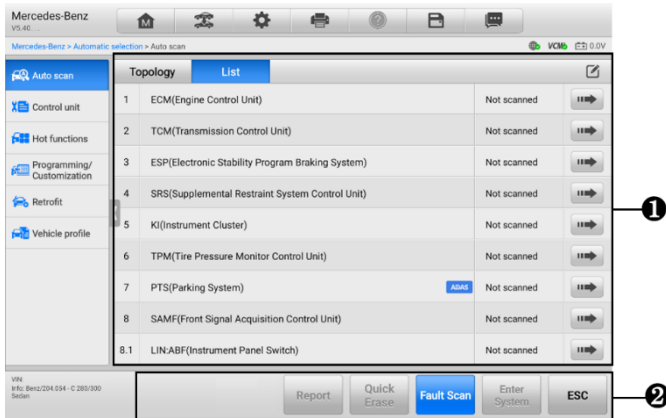 Mercedes-Benz
V5.40
Mercedes-Benz > Automatic selection > Auto scan
VCMI 0.0V
Auto scan
Control unit
Hot functions
Programming/
Customization
Retrofit
Vehicle profile
Topology List
1 ECM(Engine Control Unit) Not scanned
2 TCM(Transmission Control Unit) Not scanned
3 ESP(Electronic Stability Program Braking System) Not scanned
4 SRS(Supplemental Restraint System Control Unit) Not scanned
5 KI(Instrument Cluster) Not scanned
6 TPM(Tire Pressure Monitor Control Unit) Not scanned
7 PTS(Parking System) ADAS Not scanned
8 SAMF(Front Signal Acquisition Control Unit) Not scanned
8.1 LIN:ABF(Instrument Panel Switch) Not scanned
❶
VIN:
Info: Benz/204.054 - C 280/300
Sedan
Report
Quick
Erase
Fault Scan
Enter
System
ESC
❷